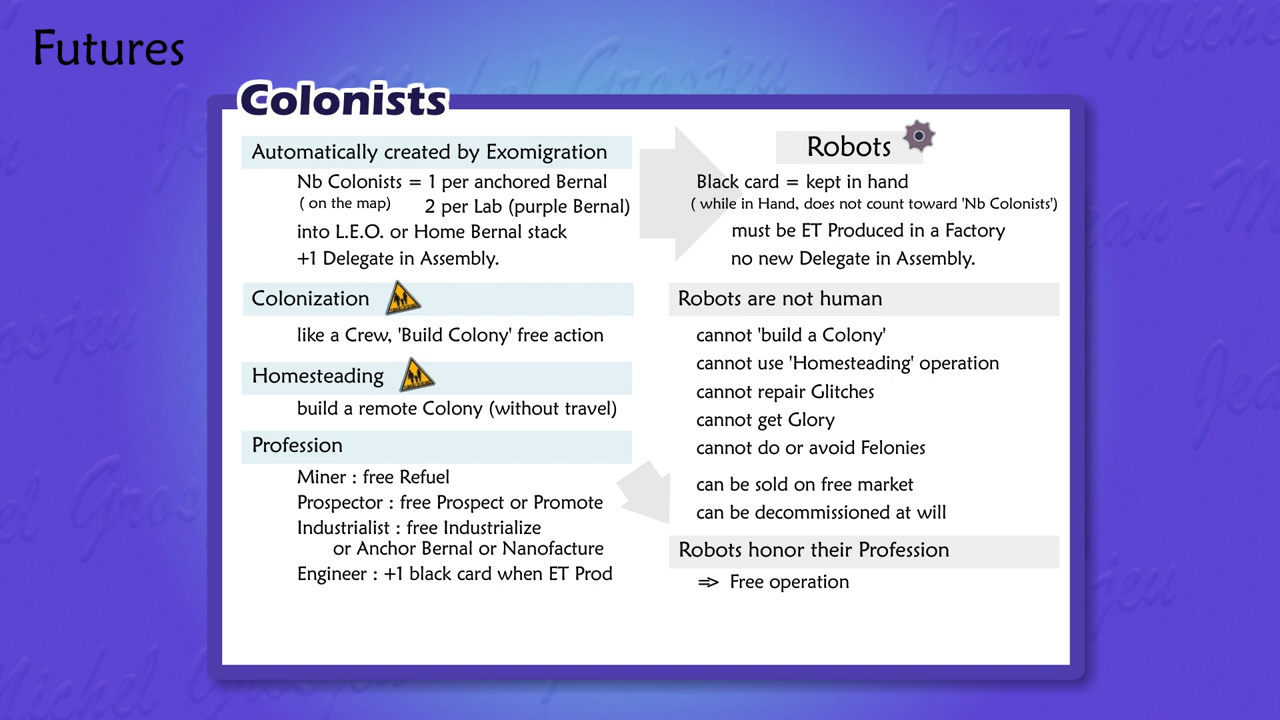 Futures
Colonists
Automatically created by Exomigration
Nb Colonists = 1 per anchored Bernal
( on the map) 2 per Lab (purple Bernal)
into L.E.O. or Home Bernal stack
+1 Delegate in Assembly.
Colonization
like a Crew, 'Build Colony' free action
Homesteading
build a remote Colony (without travel)
Profession
Miner : free Refuel
Prospector : free Prospect or Promote
Industrialist : free Industrialize
or Anchor Bernal or Nanofacture
Engineer : +1 black card when ET Prod
Robots
Black card = kept in hand
( while in Hand, does not count toward 'Nb Colonists')
must be ET Produced in a Factory
no new Delegate in Assembly.
Robots are not human
cannot 'build a Colony'
cannot use 'Homesteading' operation
cannot repair Glitches
cannot get Glory
cannot do or avoid Felonies
can be sold on free market
can be decommissioned at will
Robots honor their Profession
⇒ Free operation